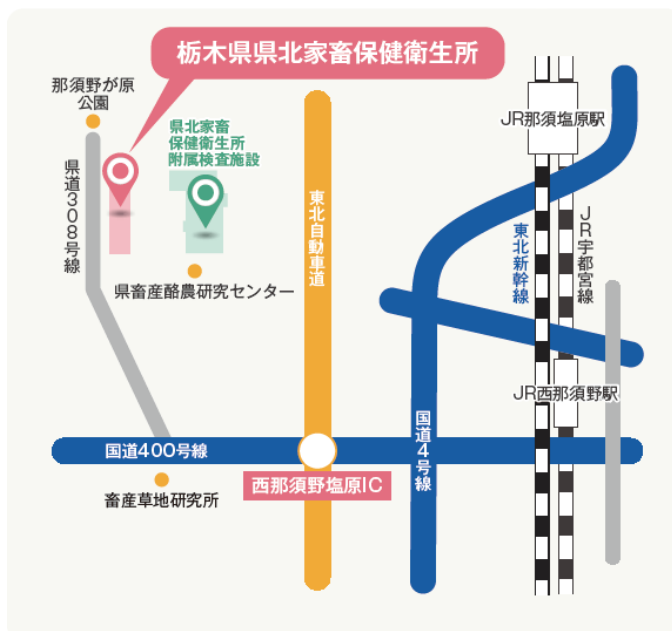 栃木県県北家畜保健衛生所
那須野が原
公園
県北家畜
保健衛生所
附属検査施設
JR那須塩原駅
県道308号線
東北自動車道
東北新幹線
JR宇都宮線
県畜産酪農研究センター
JR西那須野駅
国道400号線
国道4号線
西那須野塩原IC
畜産草地研究所